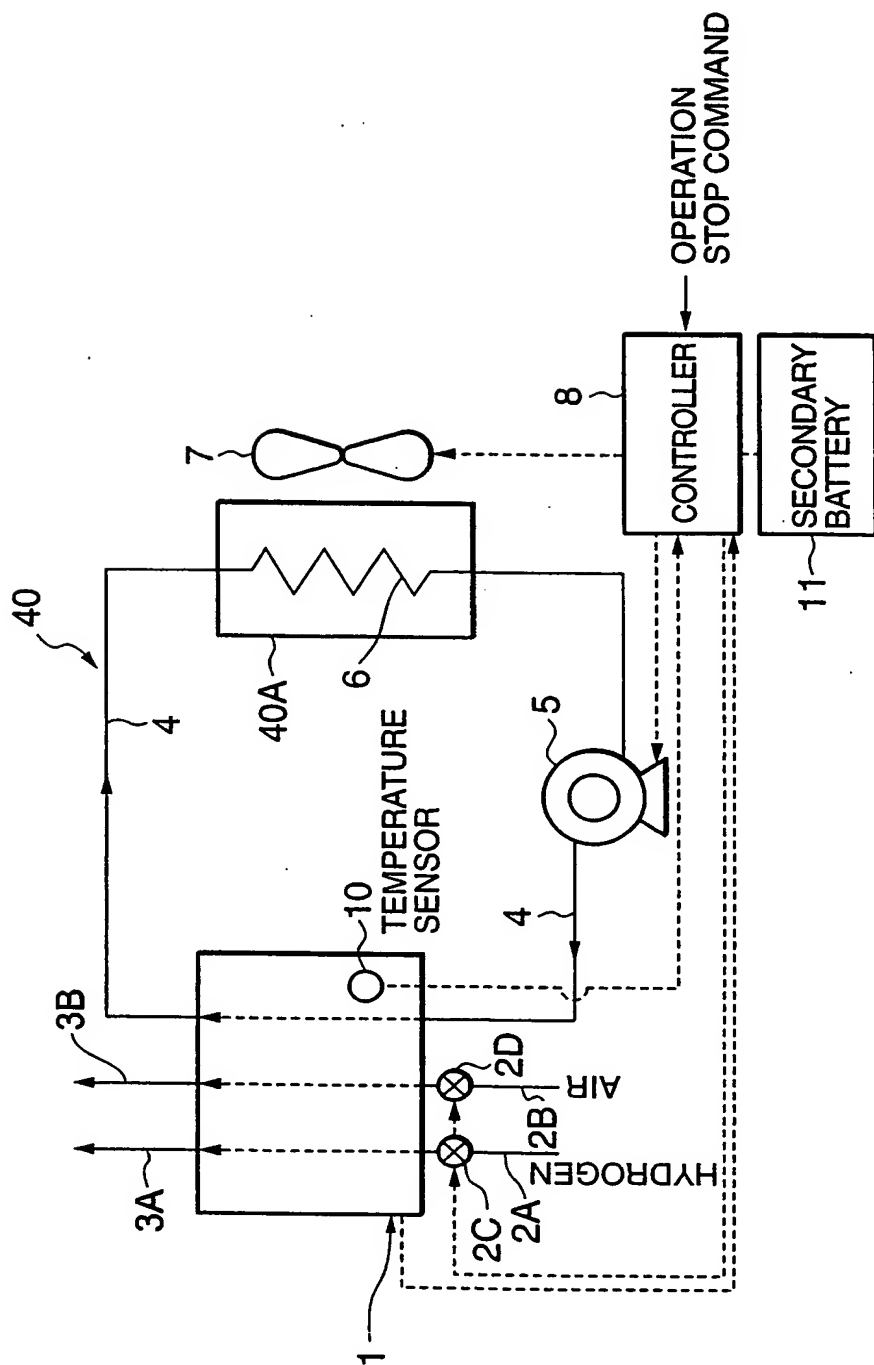 40
4
3B
3A
1
10
TEMPERATURE
SENSOR
40A
6
7
5
4
2D
2B
AIR
2C
2A
HYDROGEN
8
CONTROLLER
OPERATION
STOP COMMAND
SECONDARY
BATTERY
11